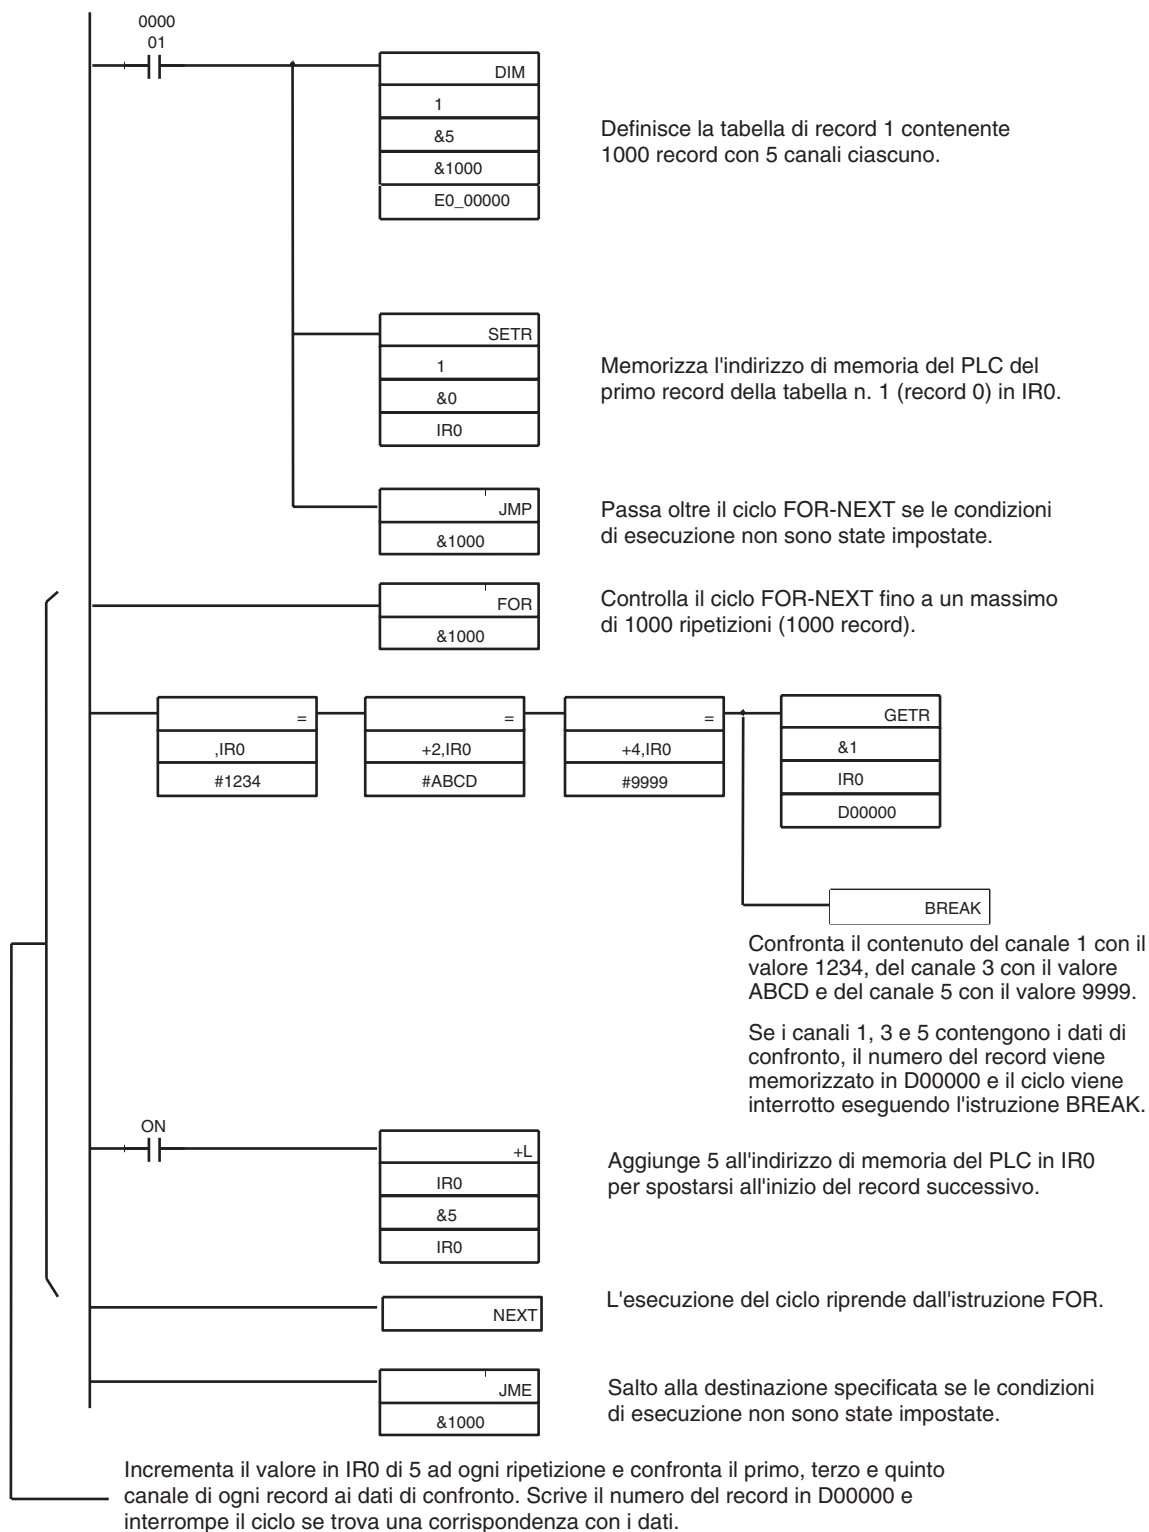 0000
01
DIM
1
&5
&1000
E0_00000
Definisce la tabella di record 1 contenente
1000 record con 5 canali ciascuno.
SETR
1
&0
IR0
Memorizza l'indirizzo di memoria del PLC del
primo record della tabella n. 1 (record 0) in IR0.
JMP
&1000
Passa oltre il ciclo FOR-NEXT se le condizioni
di esecuzione non sono state impostate.
FOR
&1000
Controlla il ciclo FOR-NEXT fino a un massimo
di 1000 ripetizioni (1000 record).
=
,IR0
#1234
=
+2,IR0
#ABCD
=
+4,IR0
#9999
GETR
&1
IR0
D00000
BREAK
Confronta il contenuto del canale 1 con il
valore 1234, del canale 3 con il valore
ABCD e del canale 5 con il valore 9999.
Se i canali 1, 3 e 5 contengono i dati di
confronto, il numero del record viene
memorizzato in D00000 e il ciclo viene
interrotto eseguendo l'istruzione BREAK.
ON
+L
IR0
&5
IR0
Aggiunge 5 all'indirizzo di memoria del PLC in IR0
per spostarsi all'inizio del record successivo.
NEXT
L'esecuzione del ciclo riprende dall'istruzione FOR.
JME
&1000
Salto alla destinazione specificata se le condizioni
di esecuzione non sono state impostate.
Incrementa il valore in IR0 di 5 ad ogni ripetizione e confronta il primo, terzo e quinto
canale di ogni record ai dati di confronto. Scrive il numero del record in D00000 e
interrompe il ciclo se trova una corrispondenza con i dati.